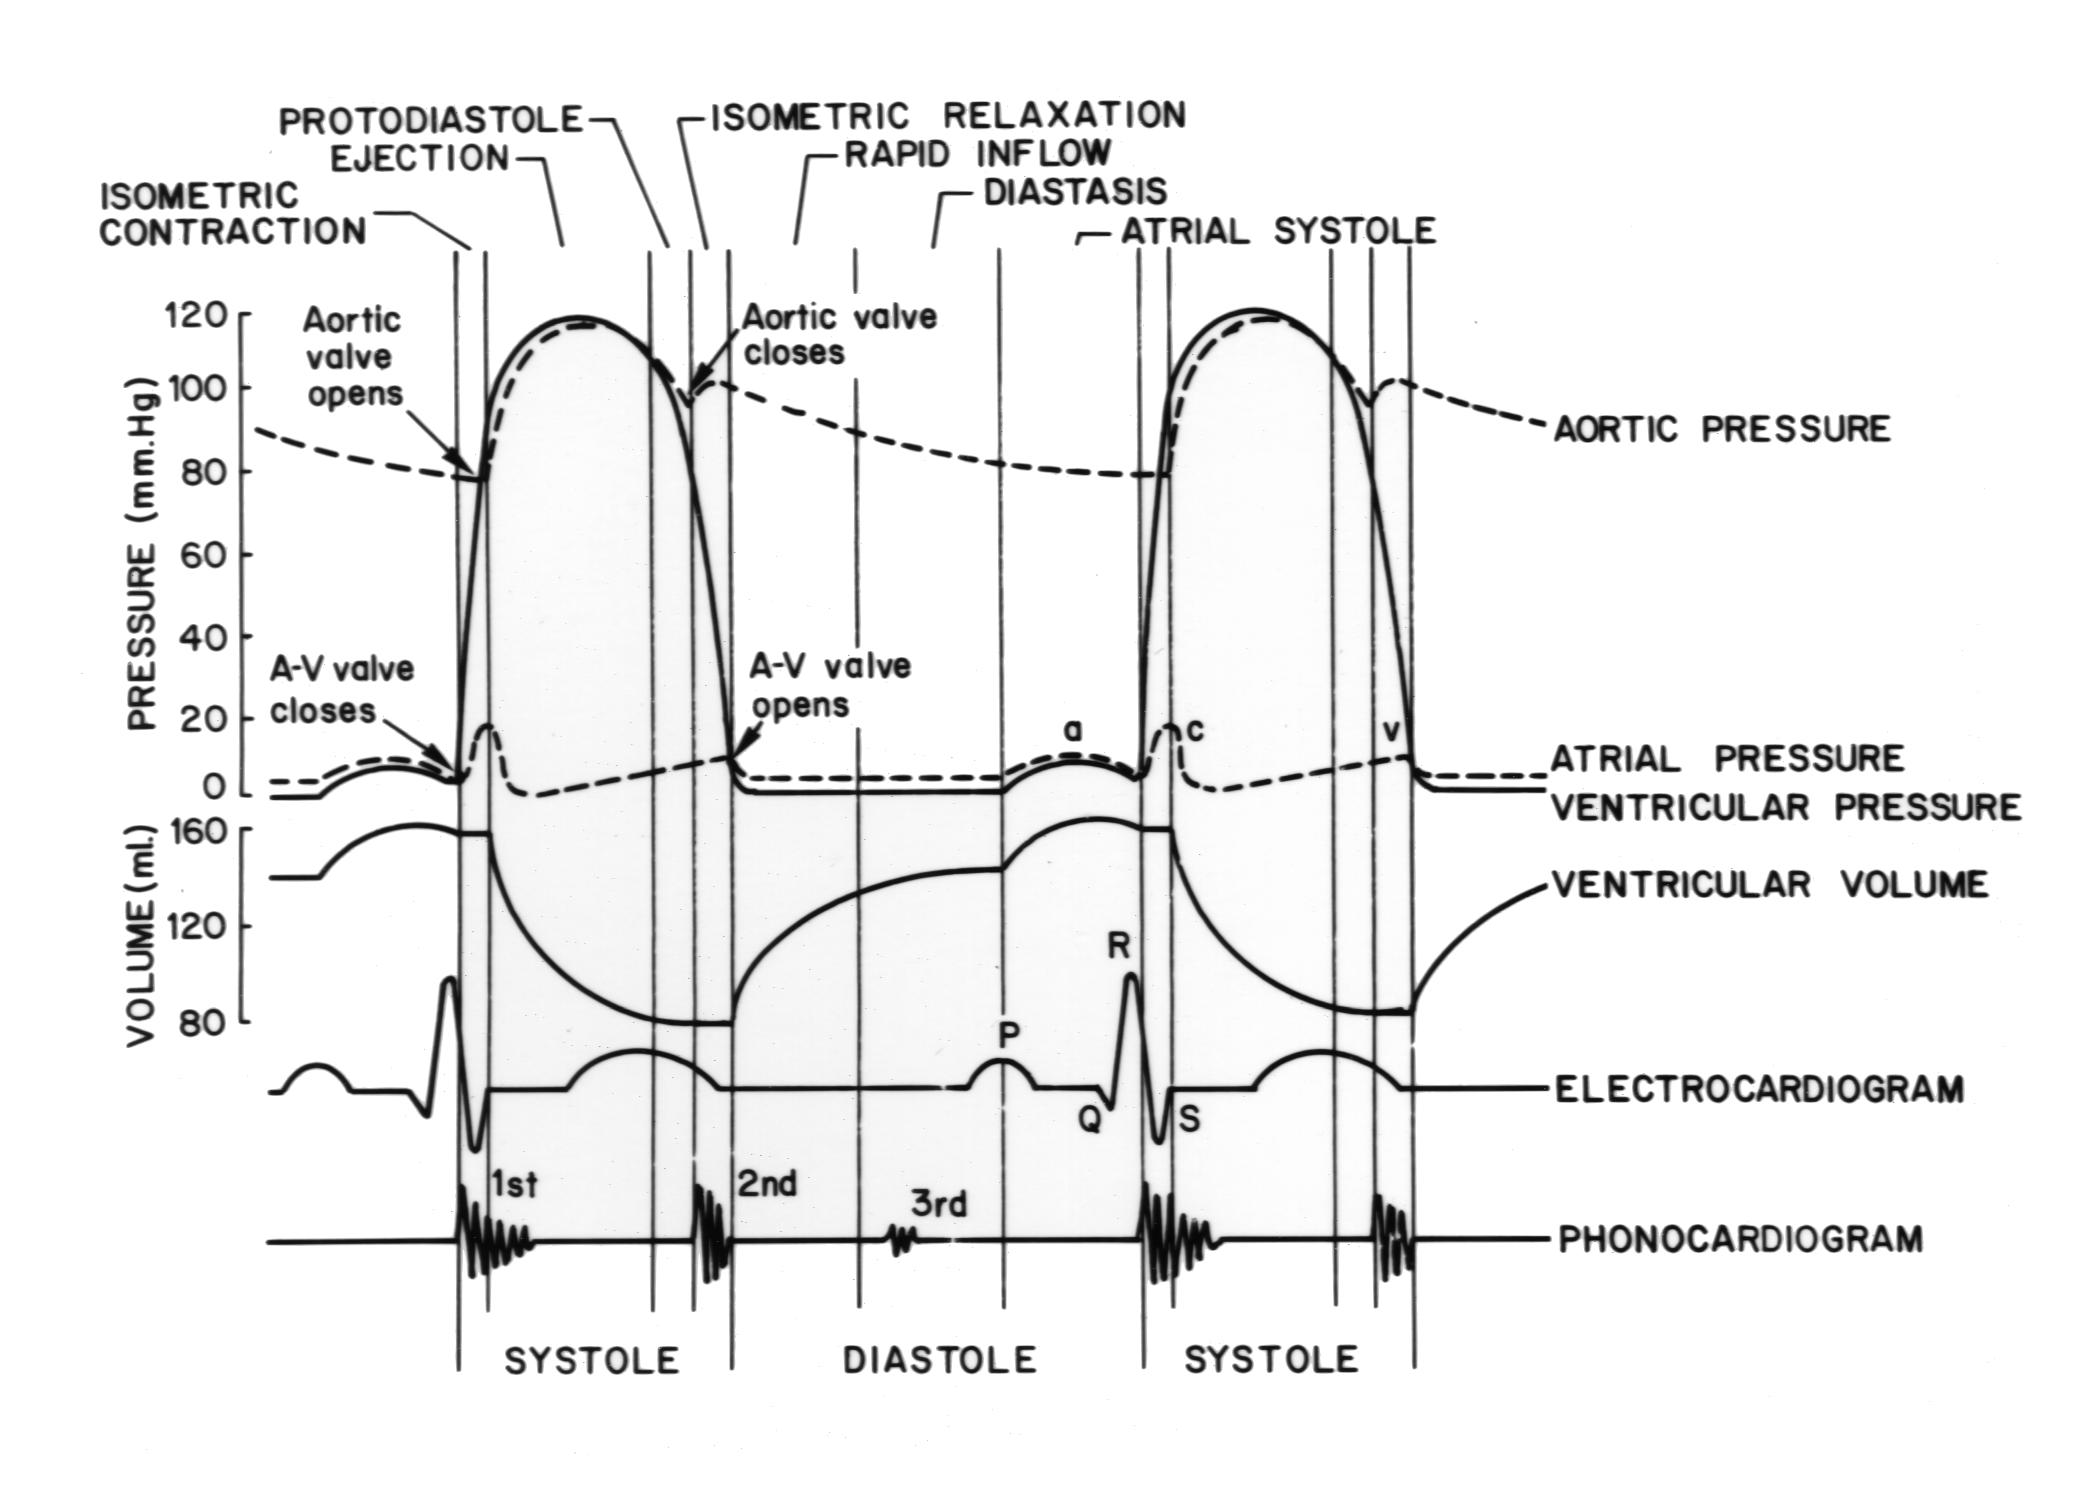 PROTODIASTOLE
ISOMETRIC RELAXATION
EJECTION
RAPID INFLOW
DIASTASIS
ISOMETRIC
CONTRACTION
ATRIAL SYSTOLE
120
100
80
60
40
20
0
PRESSURE (mm.Hg)
Aortic
valve
opens
Aortic valve
closes
AORTIC PRESSURE
A-V valve
closes
A-V valve
opens
a
c
v
ATRIAL PRESSURE
VENTRICULAR PRESSURE
160
120
80
VOLUME (ml.)
VENTRICULAR VOLUME
R
P
Q
S
ELECTROCARDIOGRAM
1st
2nd
3rd
PHONOCARDIOGRAM
SYSTOLE
DIASTOLE
SYSTOLE